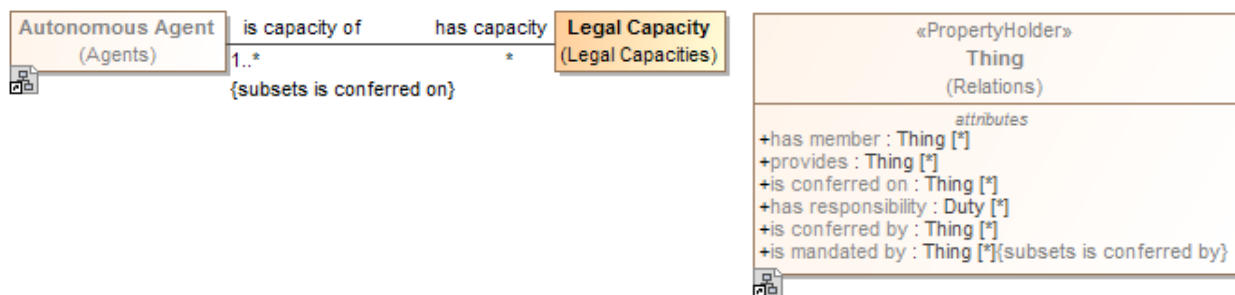 Autonomous Agent
(Agents)
is capacity of
has capacity
1..*
*
{subsets is conferred on}
Legal Capacity
(Legal Capacities)
«PropertyHolder»
Thing
(Relations)
attributes
+has member : Thing [*]
+provides : Thing [*]
+is conferred on : Thing [*]
+has responsibility : Duty [*]
+is conferred by : Thing [*]
+is mandated by : Thing [*]{subsets is conferred by}